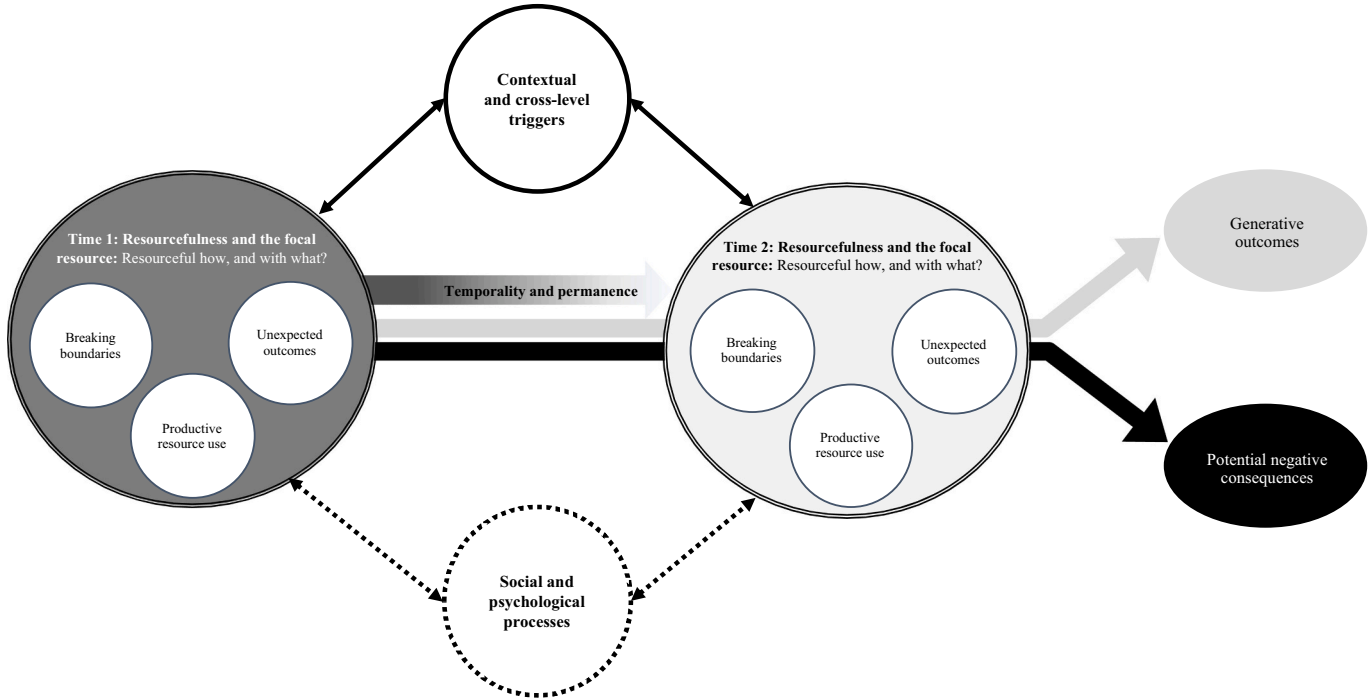 Contextual
and cross-level
triggers
Time 1: Resourcefulness and the focal
resource: Resourceful how, and with what?
Breaking
boundaries
Unexpected
outcomes
Productive
resource use
Temporality and permanence
Time 2: Resourcefulness and the focal
resource: Resourceful how, and with what?
Breaking
boundaries
Unexpected
outcomes
Productive
resource use
Generative
outcomes
Potential negative
consequences
Social and
psychological
processes